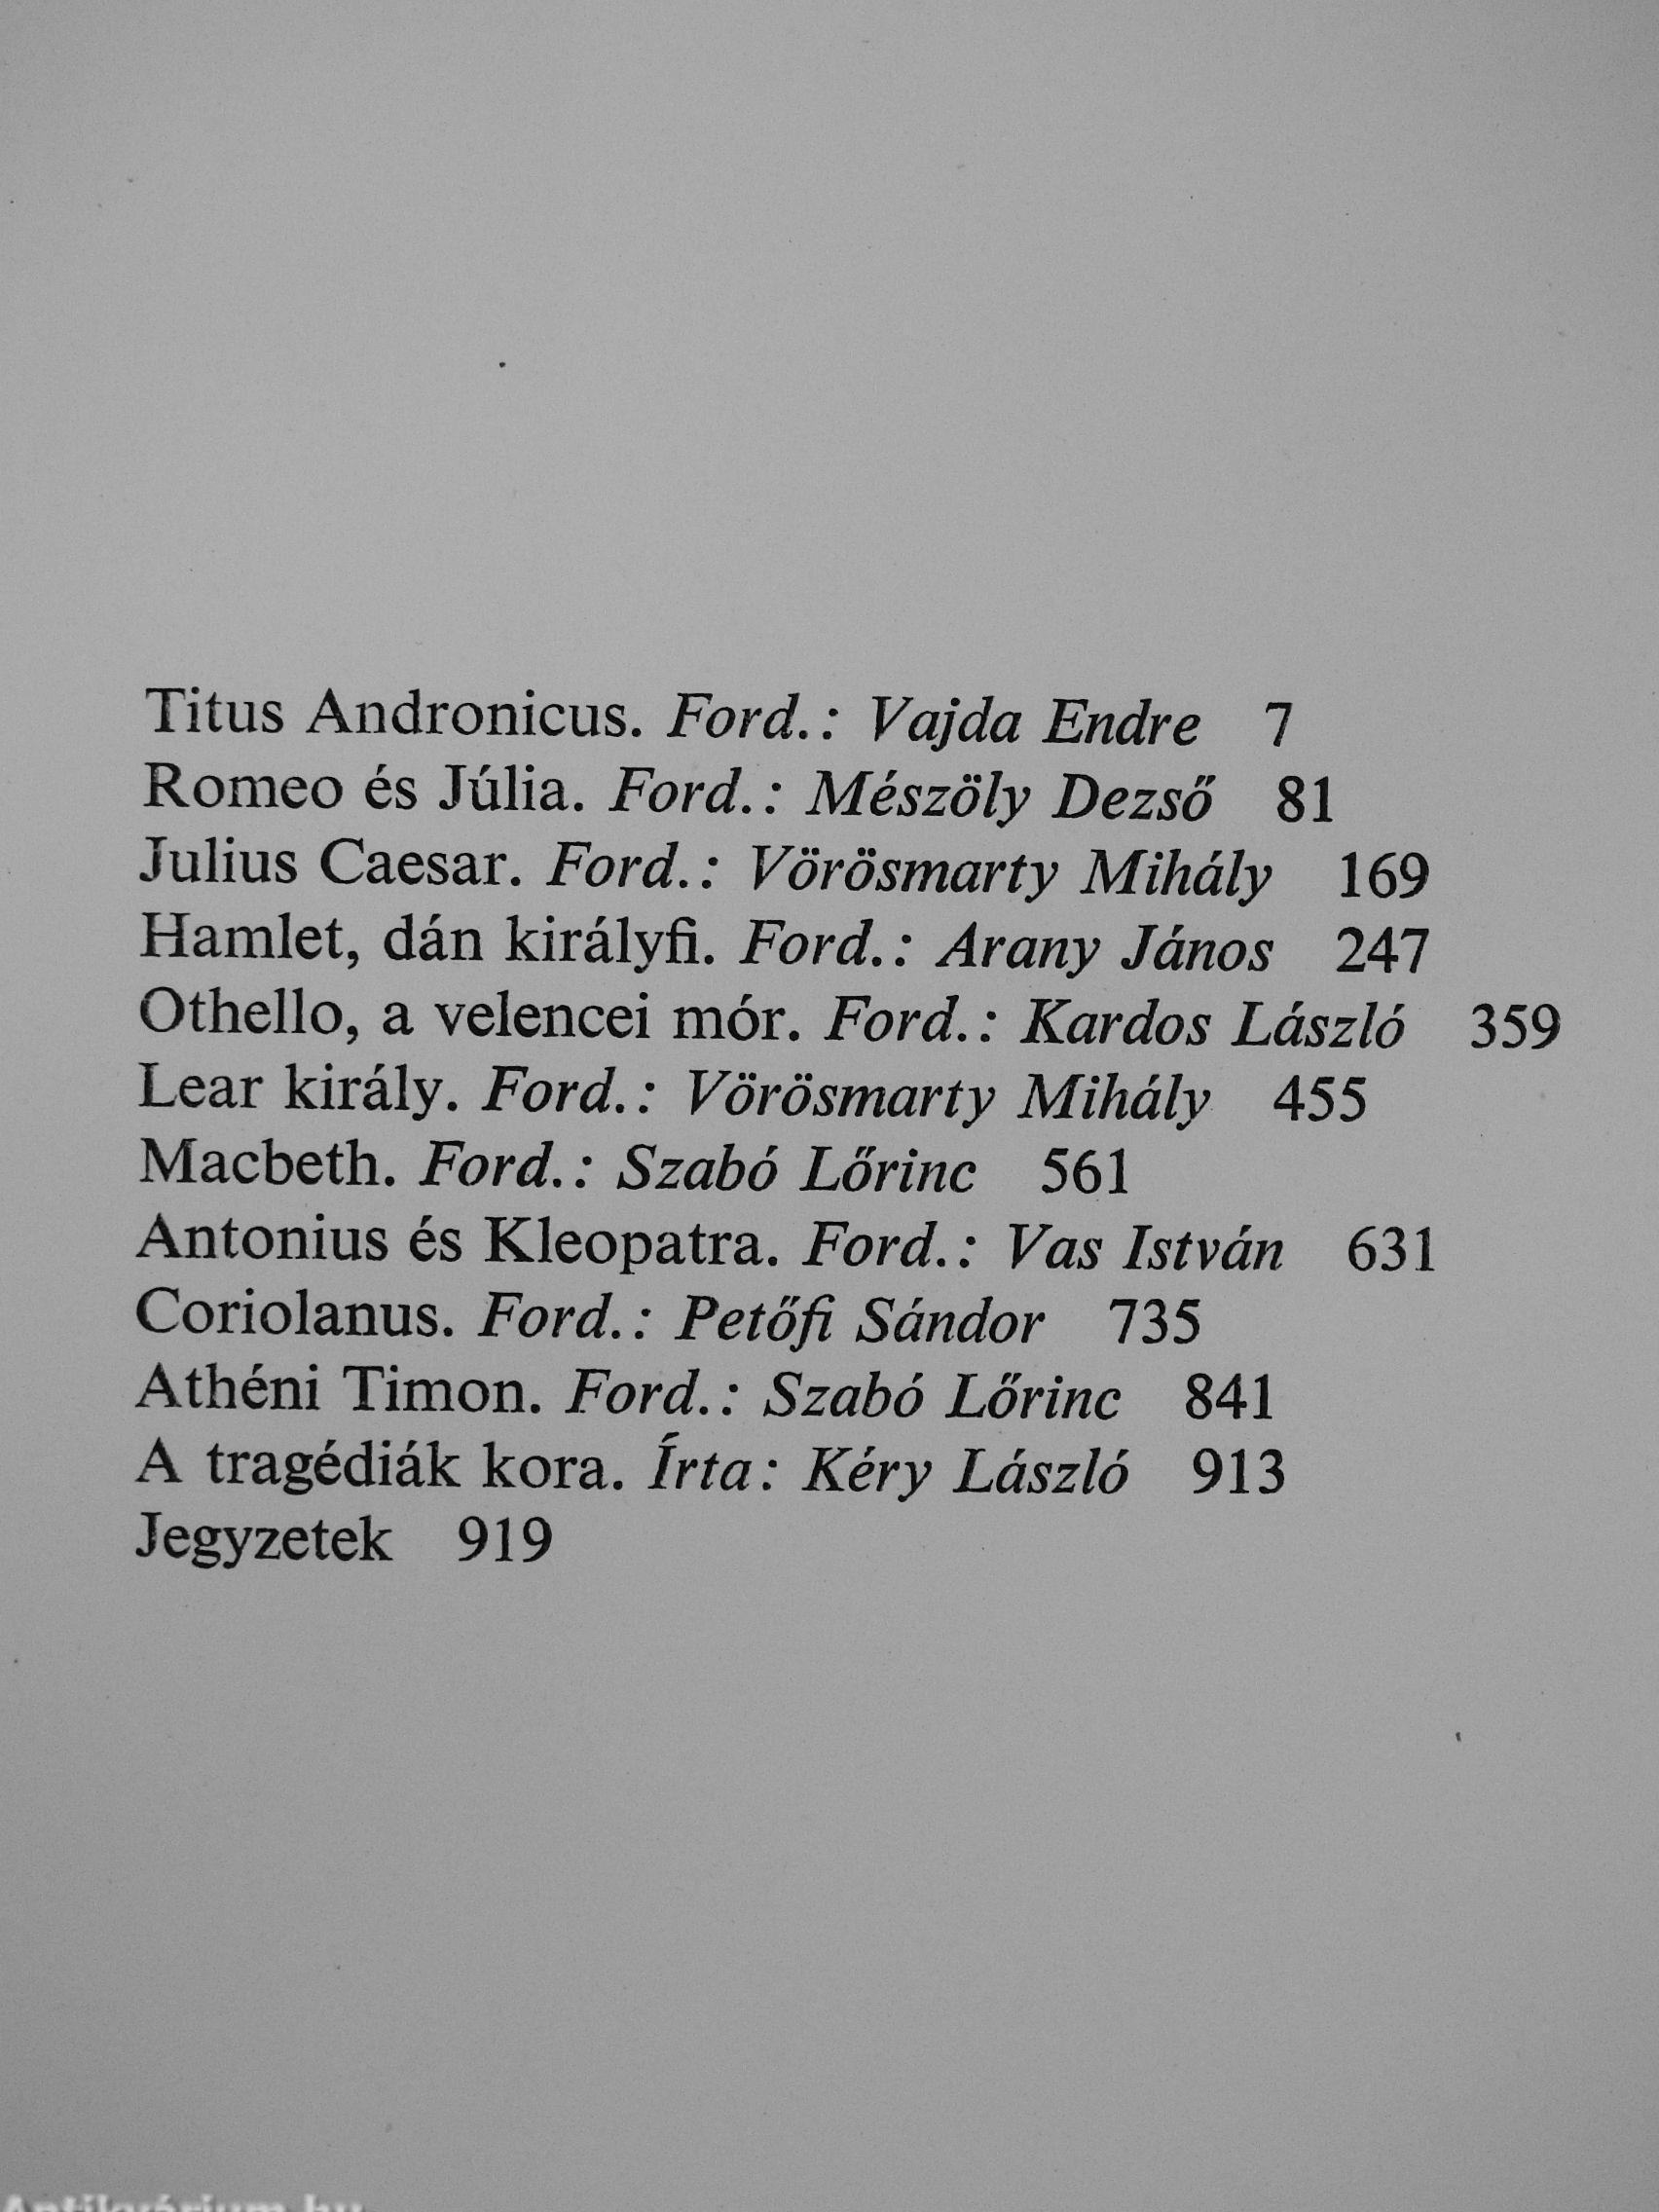 Titus Andronicus. Ford.: Vajda Endre 7
Romeo és Júlia. Ford.: Mészöly Dezső 81
Julius Caesar. Ford.: Vörösmarty Mihály 169
Hamlet, dán királyfi. Ford.: Arany János 247
Othello, a velencei mór. Ford.: Kardos László 359
Lear király. Ford.: Vörösmarty Mihály 455
Macbeth. Ford.: Szabó Lőrinc 561
Antonius és Kleopatra. Ford.: Vas István 631
Coriolanus. Ford.: Petőfi Sándor 735
Athéni Timon. Ford.: Szabó Lőrinc 841
A tragédiák kora. Írta: Kéry László 913
Jegyzetek 919
Antikvárium.hu